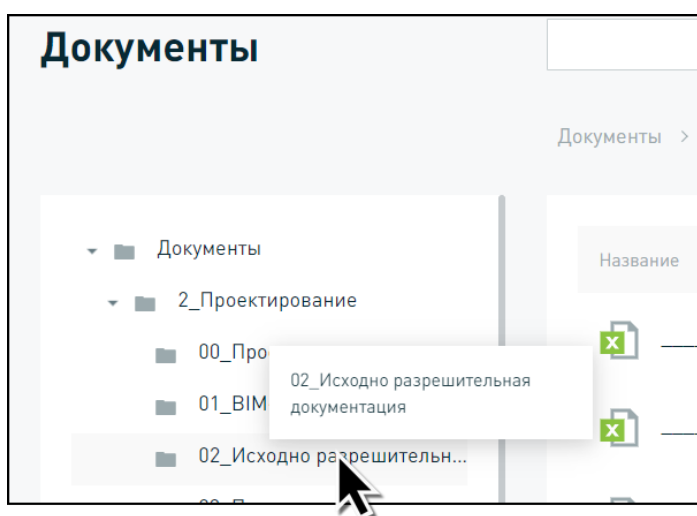 Документы
Документы >
Название
Документы
2_Проектирование
00_Про
02_Исходно разрешительная
документация
01_BIM
02_Исходно разрешительн...